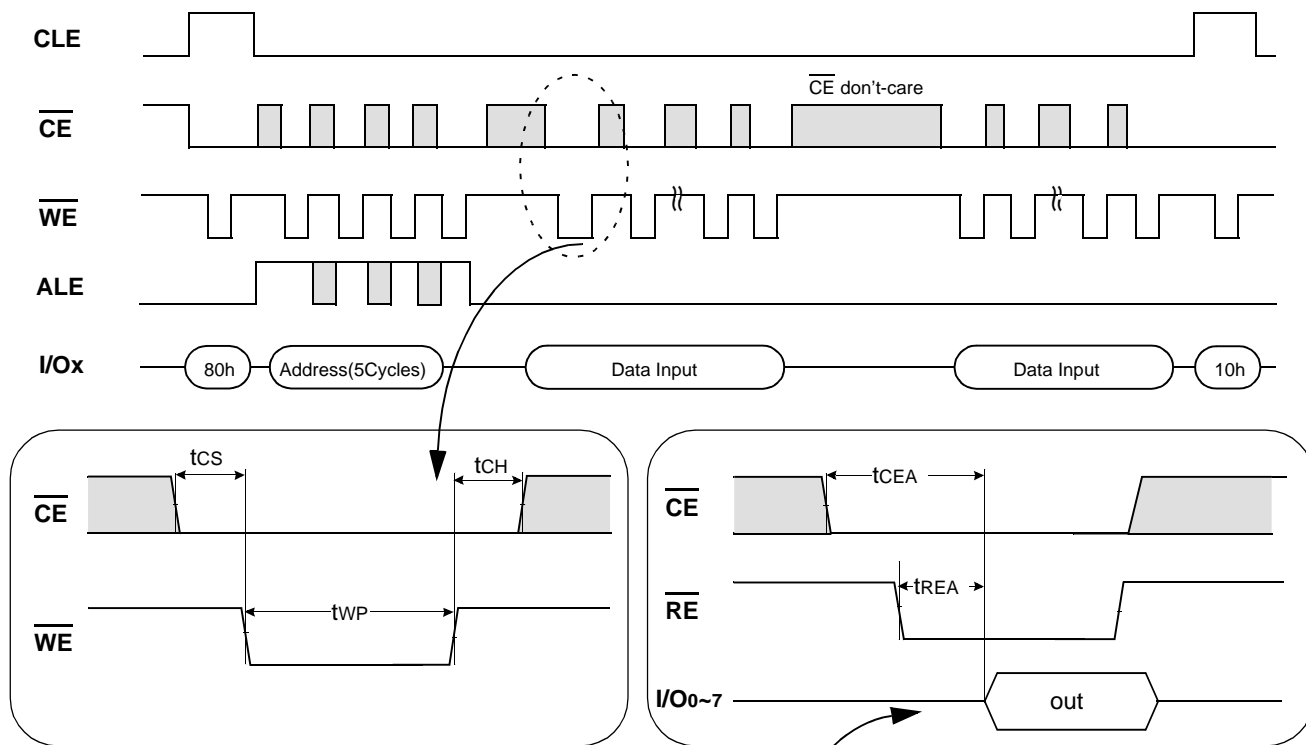 CLE
CE don't-care
CE
WE
ALE
I/Ox
80h
Address(5Cycles)
Data Input
Data Input
10h
tCS
tCH
CE
tWP
WE
tCEA
CE
tREA
RE
I/O0~7
out